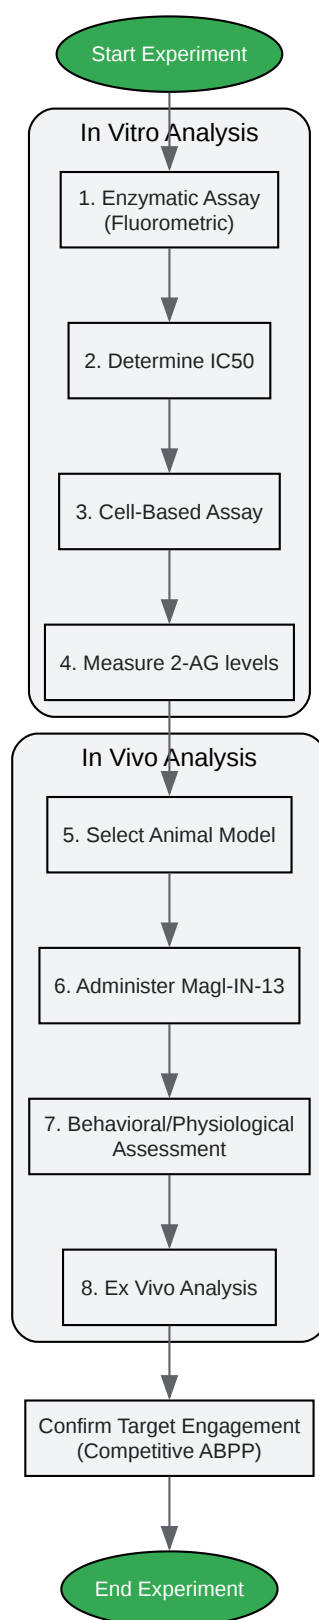 Start Experiment
In Vitro Analysis
1. Enzymatic Assay
(Fluorometric)
2. Determine IC50
3. Cell-Based Assay
4. Measure 2-AG levels
In Vivo Analysis
5. Select Animal Model
6. Administer Magl-IN-13
7. Behavioral/Physiological
Assessment
8. Ex Vivo Analysis
Confirm Target Engagement
(Competitive ABPP)
End Experiment